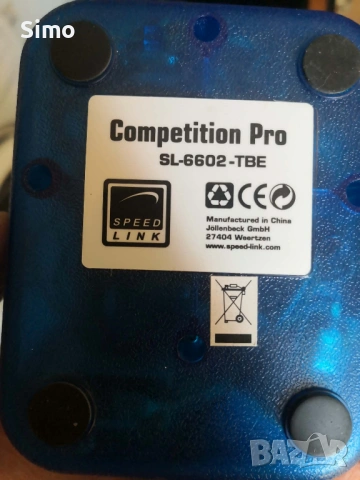 Simo
Competition Pro
SL-6602-TBE
SPEED
LINK
CE
Manufactured in China
Jöllenbeck GmbH
27404 Weertzen
www.speed-link.com
BAZAR